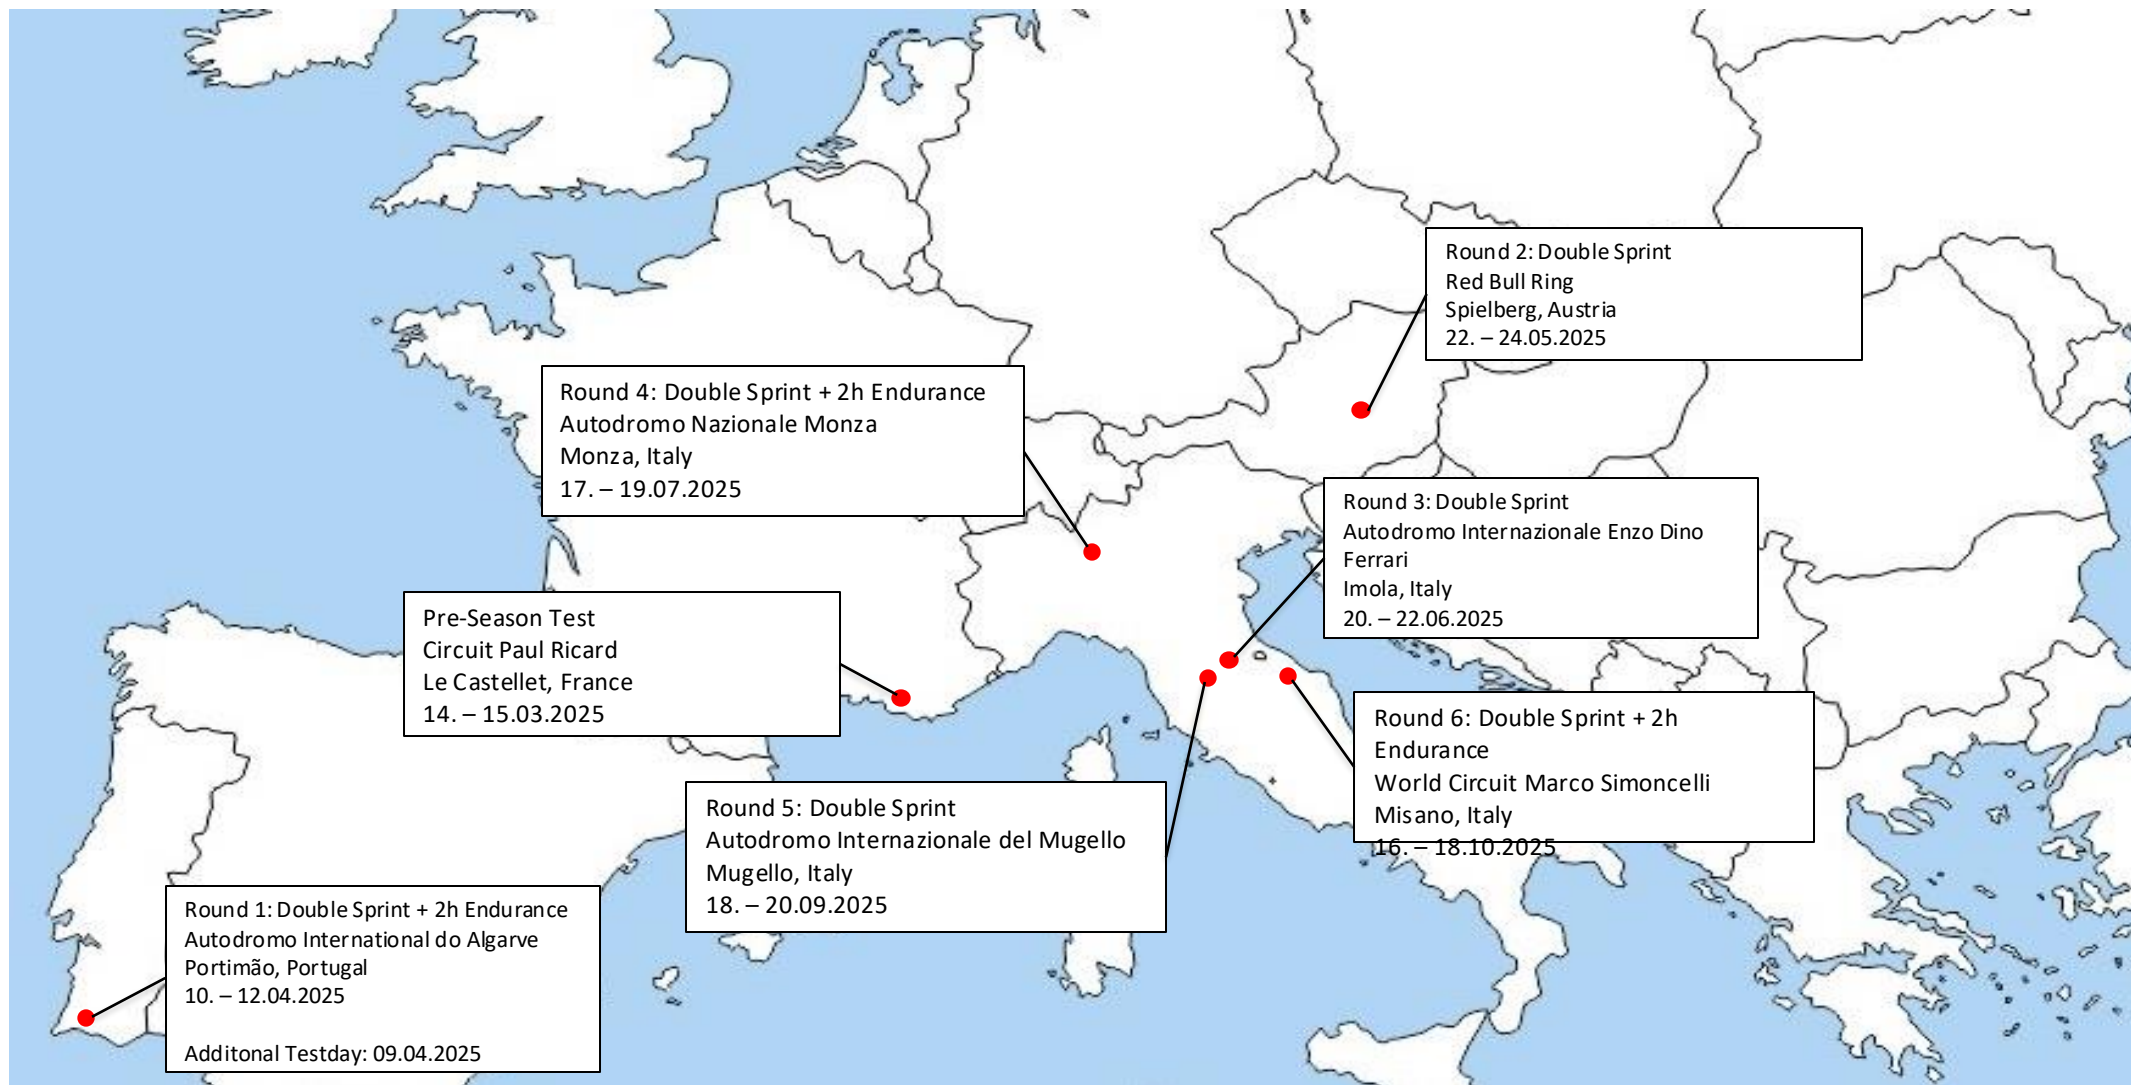 Round 2: Double Sprint
Red Bull Ring
Spielberg, Austria
22. – 24.05.2025
Round 4: Double Sprint + 2h Endurance
Autodromo Nazionale Monza
Monza, Italy
17. – 19.07.2025
Round 3: Double Sprint
Autodromo Internazionale Enzo Dino
Ferrari
Imola, Italy
20. – 22.06.2025
Pre-Season Test
Circuit Paul Ricard
Le Castellet, France
14. – 15.03.2025
Round 6: Double Sprint + 2h
Endurance
World Circuit Marco Simoncelli
Misano, Italy
16. – 18.10.2025
Round 5: Double Sprint
Autodromo Internazionale del Mugello
Mugello, Italy
18. – 20.09.2025
Round 1: Double Sprint + 2h Endurance
Autodromo International do Algarve
Portimão, Portugal
10. – 12.04.2025
Additonal Testday: 09.04.2025